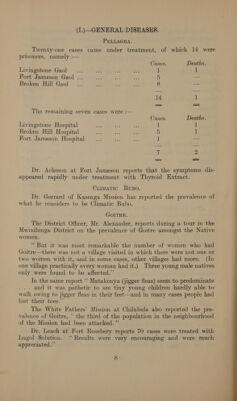 (I.)—GENERAL DISEASES.
PELLAGRA.
Twenty-one cases came under treatment, of which 14 were
prisoners, namely :—
Cases. Deaths.
Livingstone Gaol ... ... ... ... 1 1
Fort Jameson Gaol ... ... ... ... 5 —
Broken Hill Gaol ... ... ... ... 8 —
14 1
The remaining seven cases were :—
Cases. Deaths.
Livingstone Hospital ... ... ... 1 1
Broken Hill Hospital ... ... ... 5 1
Fort Jameson Hospital ... ... ... 1 —
7 2
Dr. Acheson at Fort Jameson reports that the symptoms dis-
appeared rapidly under treatment with Thyroid Extract.
CLIMATIC BUBO.
Dr. Gerrard of Kasenga Mission has reported the prevalence of
what he considers to be Climatic Bubo.
GOITRE.
The District Officer, Mr. Alexander, reports during a tour in the
Mwinilunga District on the prevalence of Goitre amongst the Native
women.
" But it was most remarkable the number of women who had
Goitre—there was not a village visited in which there were not one or
two women with it, and in some cases, other villages had more. (In
one village practically every woman had it.) Three young male natives
only were found to be affected."
In the same report " Matakenya (jigger fleas) seem to predominate
. . and it was pathetic to see tiny young children hardly able to
walk owing to jigger fleas in their feet—and in many cases people had
lost their toes."
The White Fathers' Mission at Chilubula also reported the pre-
valence of Goitre, " the third of the population in the neighbourhood
of the Mission had been attacked."
Dr. Leach at Fort Rosebery reports 70 cases were treated with
Lugol Solution. " Results were very encouraging and were much
appreciated."
8